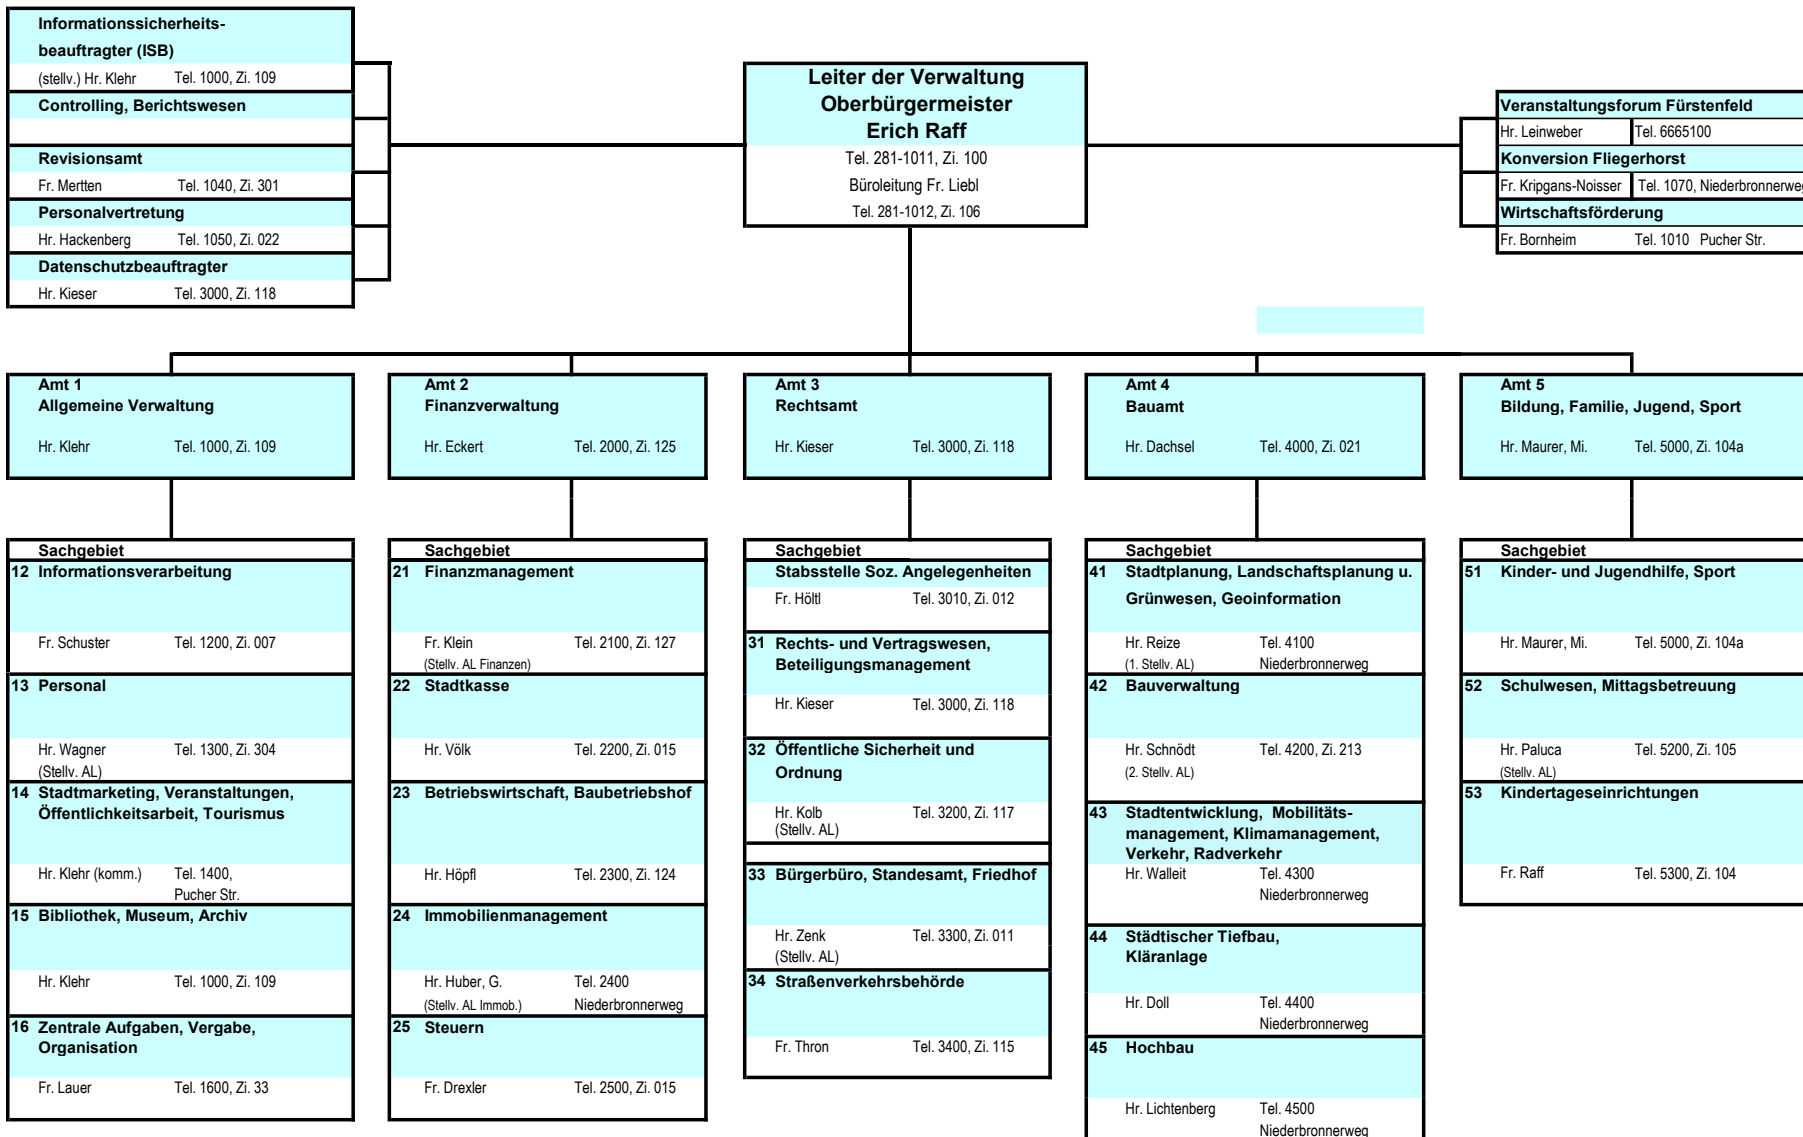 Informationssicherheits-
beauftragter (ISB)
(stellv.) Hr. Klehr Tel. 1000, Zi. 109
Controlling, Berichtswesen
Revisionsamt
Fr. Mertten Tel. 1040, Zi. 301
Personalvertretung
Hr. Hackenberg Tel. 1050, Zi. 022
Datenschutzbeauftragter
Hr. Kieser Tel. 3000, Zi. 118
Leiter der Verwaltung
Oberbürgermeister
Erich Raff
Tel. 281-1011, Zi. 100
Büroleitung Fr. Liebl
Tel. 281-1012, Zi. 106
Veranstaltungsforum Fürstenfeld
Hr. Leinweber Tel. 6665100
Konversion Fliegerhorst
Fr. Kripgans-Noisser Tel. 1070, Niederbronnerweg
Wirtschaftsförderung
Fr. Bornheim Tel. 1010 Pucher Str.
Amt 1
Allgemeine Verwaltung
Hr. Klehr Tel. 1000, Zi. 109
Amt 2
Finanzverwaltung
Hr. Eckert Tel. 2000, Zi. 125
Amt 3
Rechtsamt
Hr. Kieser Tel. 3000, Zi. 118
Amt 4
Bauamt
Hr. Dachsel Tel. 4000, Zi. 021
Amt 5
Bildung, Familie, Jugend, Sport
Hr. Maurer, Mi. Tel. 5000, Zi. 104a
Sachgebiet
12 Informationsverarbeitung
Fr. Schuster Tel. 1200, Zi. 007
13 Personal
Hr. Wagner Tel. 1300, Zi. 304
(Stellv. AL)
14 Stadtmarketing, Veranstaltungen,
Öffentlichkeitsarbeit, Tourismus
Hr. Klehr (komm.) Tel. 1400,
Pucher Str.
15 Bibliothek, Museum, Archiv
Hr. Klehr Tel. 1000, Zi. 109
16 Zentrale Aufgaben, Vergabe,
Organisation
Fr. Lauer Tel. 1600, Zi. 33
Sachgebiet
21 Finanzmanagement
Fr. Klein Tel. 2100, Zi. 127
(Stellv. AL Finanzen)
22 Stadtkasse
Hr. Völk Tel. 2200, Zi. 015
23 Betriebswirtschaft, Baubetriebshof
Hr. Höpfl Tel. 2300, Zi. 124
24 Immobilienmanagement
Hr. Huber, G. Tel. 2400
(Stellv. AL Immob.) Niederbronnerweg
25 Steuern
Fr. Drexler Tel. 2500, Zi. 015
Sachgebiet
Stabsstelle Soz. Angelegenheiten
Fr. Höltl Tel. 3010, Zi. 012
31 Rechts- und Vertragswesen,
Beteiligungsmanagement
Hr. Kieser Tel. 3000, Zi. 118
32 Öffentliche Sicherheit und
Ordnung
Hr. Kolb Tel. 3200, Zi. 117
(Stellv. AL)
33 Bürgerbüro, Standesamt, Friedhof
Hr. Zenk Tel. 3300, Zi. 011
(Stellv. AL)
34 Straßenverkehrsbehörde
Fr. Thron Tel. 3400, Zi. 115
Sachgebiet
41 Stadtplanung, Landschaftsplanung u.
Grünwesen, Geoinformation
Hr. Reize Tel. 4100
(1. Stellv. AL) Niederbronnerweg
42 Bauverwaltung
Hr. Schnödt Tel. 4200, Zi. 213
(2. Stellv. AL)
43 Stadtentwicklung, Mobilitäts-
management, Klimamanagement,
Verkehr, Radverkehr
Hr. Walleit Tel. 4300
Niederbronnerweg
44 Städtischer Tiefbau,
Kläranlage
Hr. Doll Tel. 4400
Niederbronnerweg
45 Hochbau
Hr. Lichtenberg Tel. 4500
Niederbronnerweg
Sachgebiet
51 Kinder- und Jugendhilfe, Sport
Hr. Maurer, Mi. Tel. 5000, Zi. 104a
52 Schulwesen, Mittagsbetreuung
Hr. Paluca Tel. 5200, Zi. 105
(Stellv. AL)
53 Kindertageseinrichtungen
Fr. Raff Tel. 5300, Zi. 104